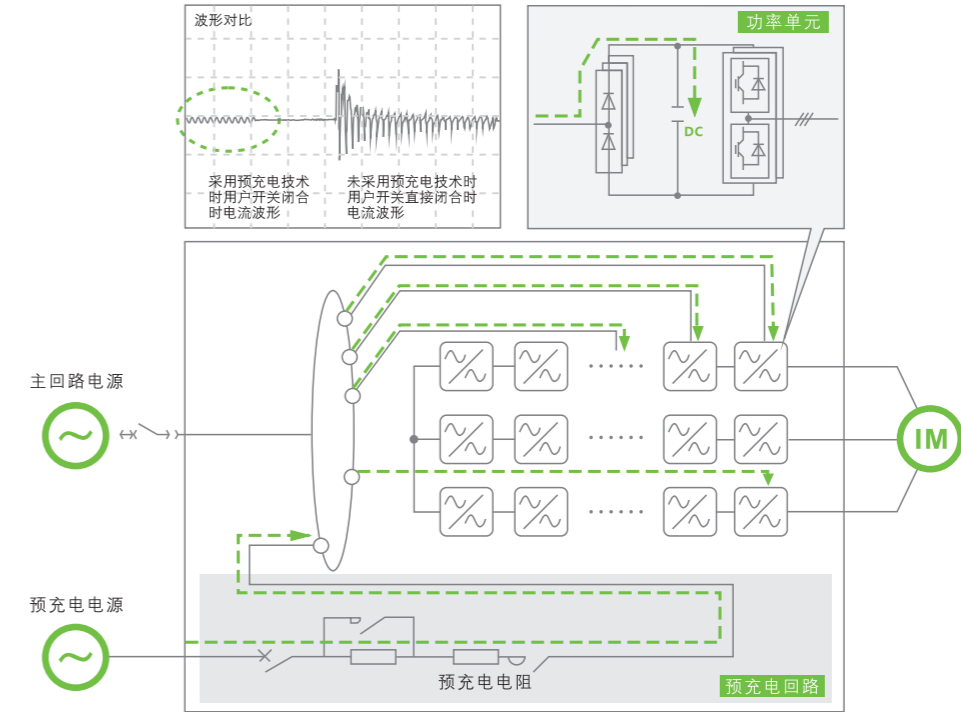 波形对比
采用预充电技术
时用户开关闭合
时电流波形
未采用预充电技术时
用户开关直接闭合时
电流波形
功率单元
DC
主回路电源
IM
预充电电源
预充电电阻
预充电回路